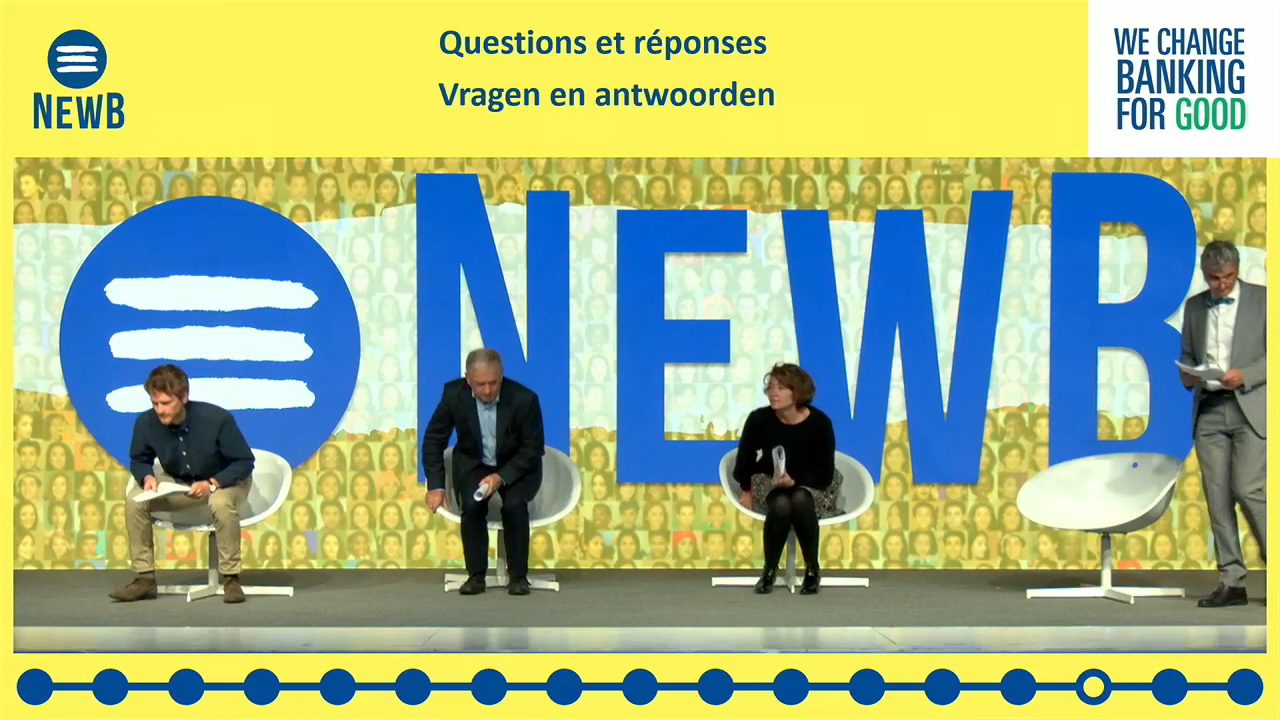 Questions et réponses
Vragen en antwoorden
NEWB
WE CHANGE
BANKING
FOR GOOD
NEWB